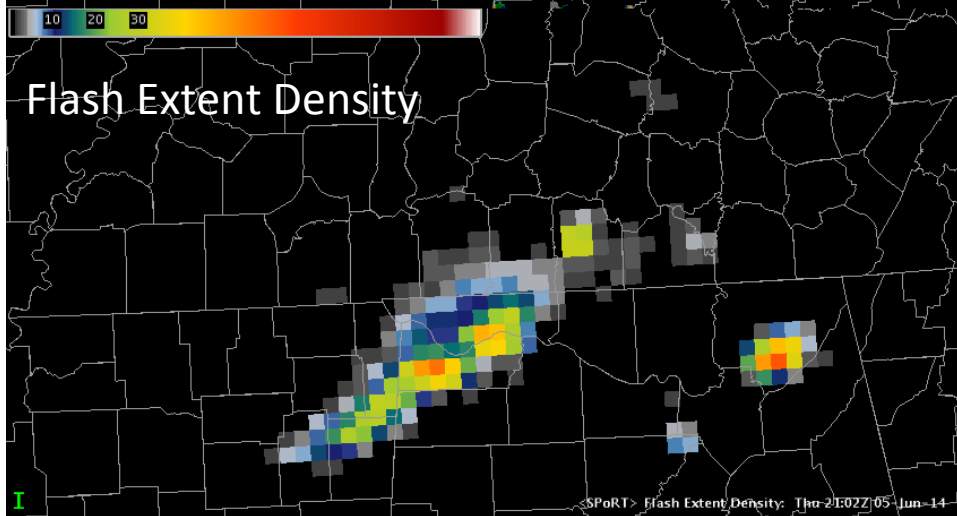 10 20 30
Flash Extent Density
I
<SPoRT> Flash Extent Density: Thu 21:02Z 05-Jun-14